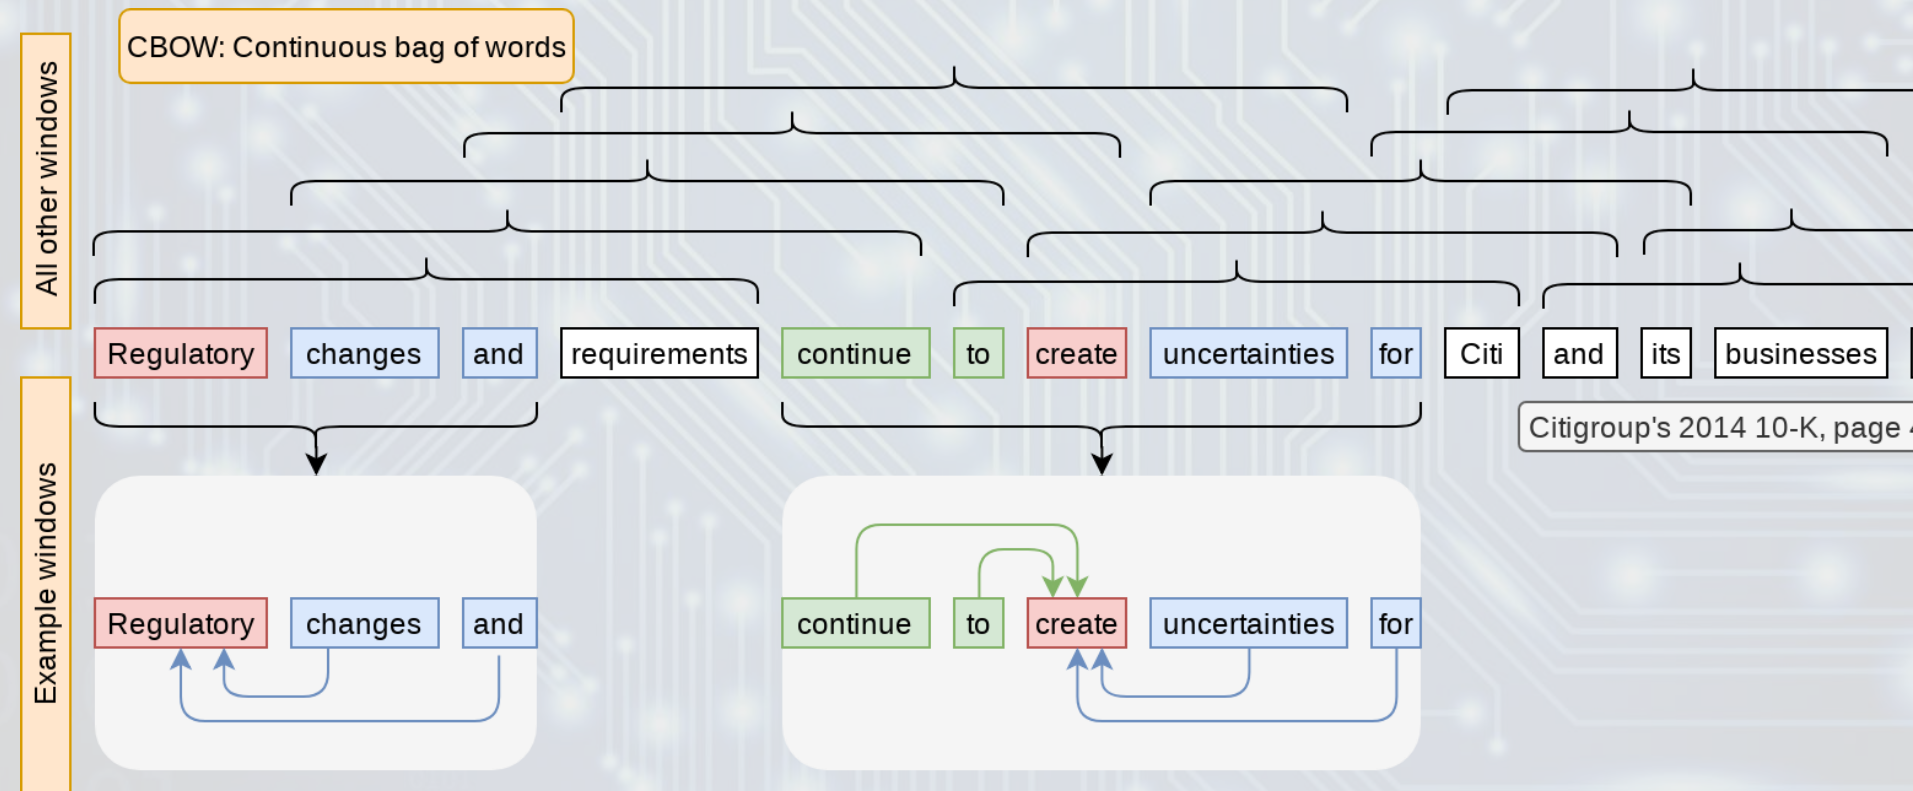 CBOW: Continuous bag of words
All other windows
Regulatory changes and requirements continue to create uncertainties for Citi and its businesses
Citigroup's 2014 10-K, page
Example windows
Regulatory changes and
continue to create uncertainties for